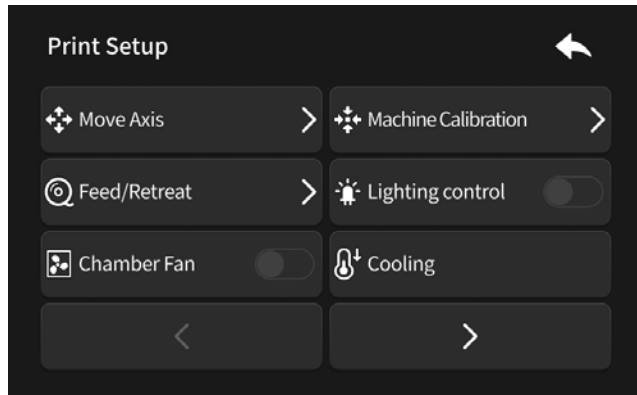 Print Setup
Move Axis
Machine Calibration
Feed/Retreat
Lighting control
Chamber Fan
Cooling